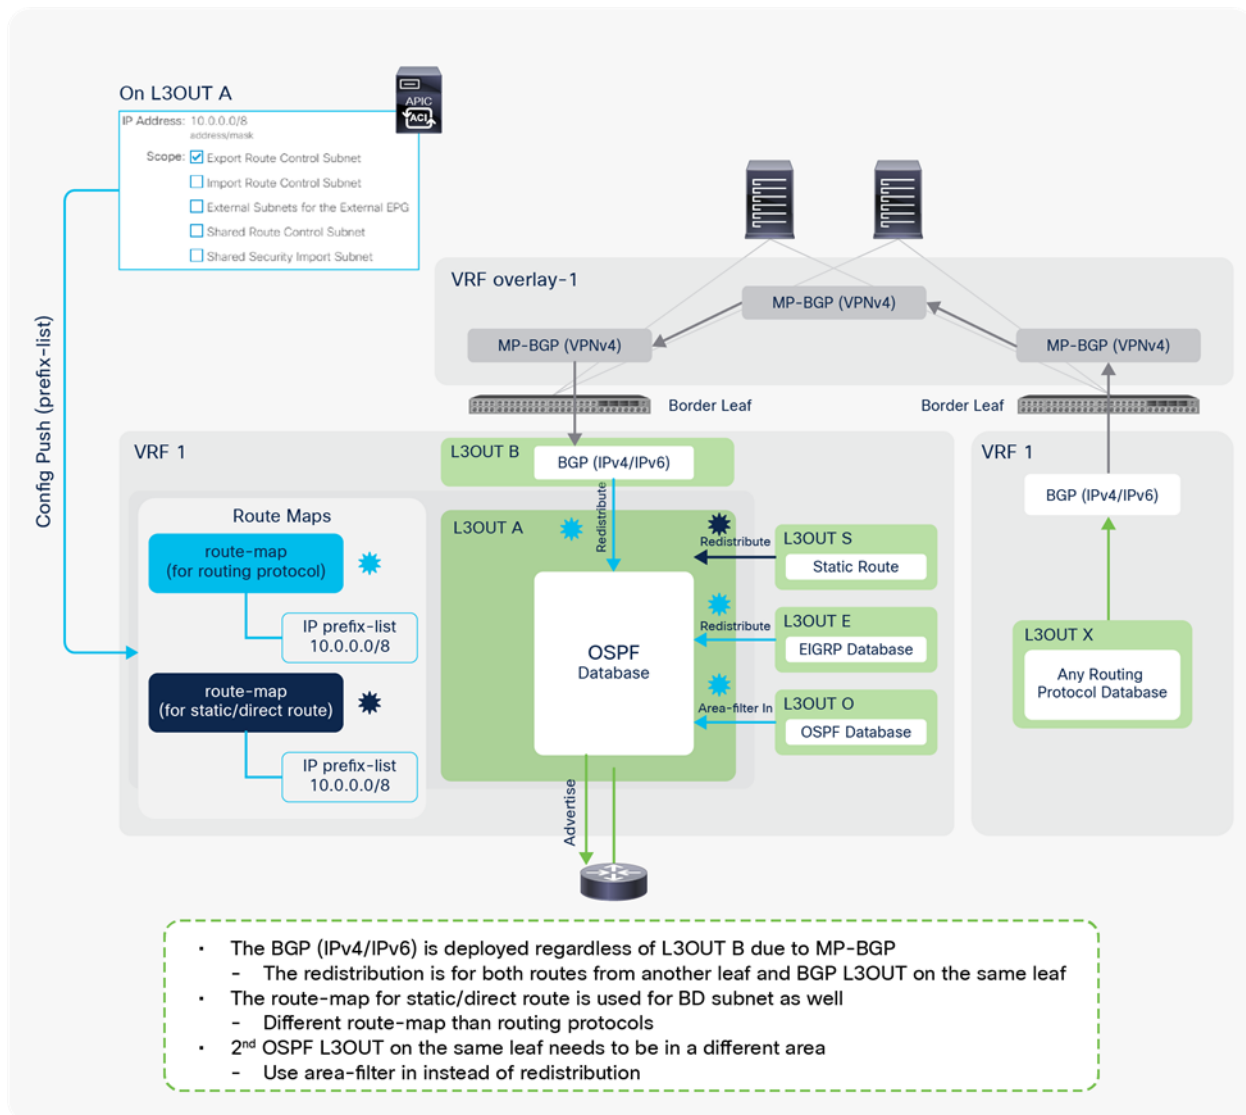 On L3OUT A
APIC
ACI
IP Address: 10.0.0.0/8
address/mask
Scope: Export Route Control Subnet
Import Route Control Subnet
External Subnets for the External EPG
Shared Route Control Subnet
Shared Security Import Subnet
Config Push (prefix-list)
VRF overlay-1
MP-BGP (VPNv4)
MP-BGP (VPNv4)
MP-BGP (VPNv4)
Border Leaf
Border Leaf
VRF 1
L3OUT B
BGP (IPv4/IPv6)
Redistribute
Route Maps
route-map
(for routing protocol)
IP prefix-list
10.0.0.0/8
route-map
(for static/direct route)
IP prefix-list
10.0.0.0/8
L3OUT A
OSPF
Database
Redistribute
L3OUT S
Static Route
Redistribute
L3OUT E
EIGRP Database
Area-filter In
L3OUT O
OSPF Database
Advertise
VRF 1
BGP (IPv4/IPv6)
L3OUT X
Any Routing
Protocol Database
· The BGP (IPv4/IPv6) is deployed regardless of L3OUT B due to MP-BGP
- The redistribution is for both routes from another leaf and BGP L3OUT on the same leaf
· The route-map for static/direct route is used for BD subnet as well
- Different route-map than routing protocols
· 2nd OSPF L3OUT on the same leaf needs to be in a different area
- Use area-filter in instead of redistribution